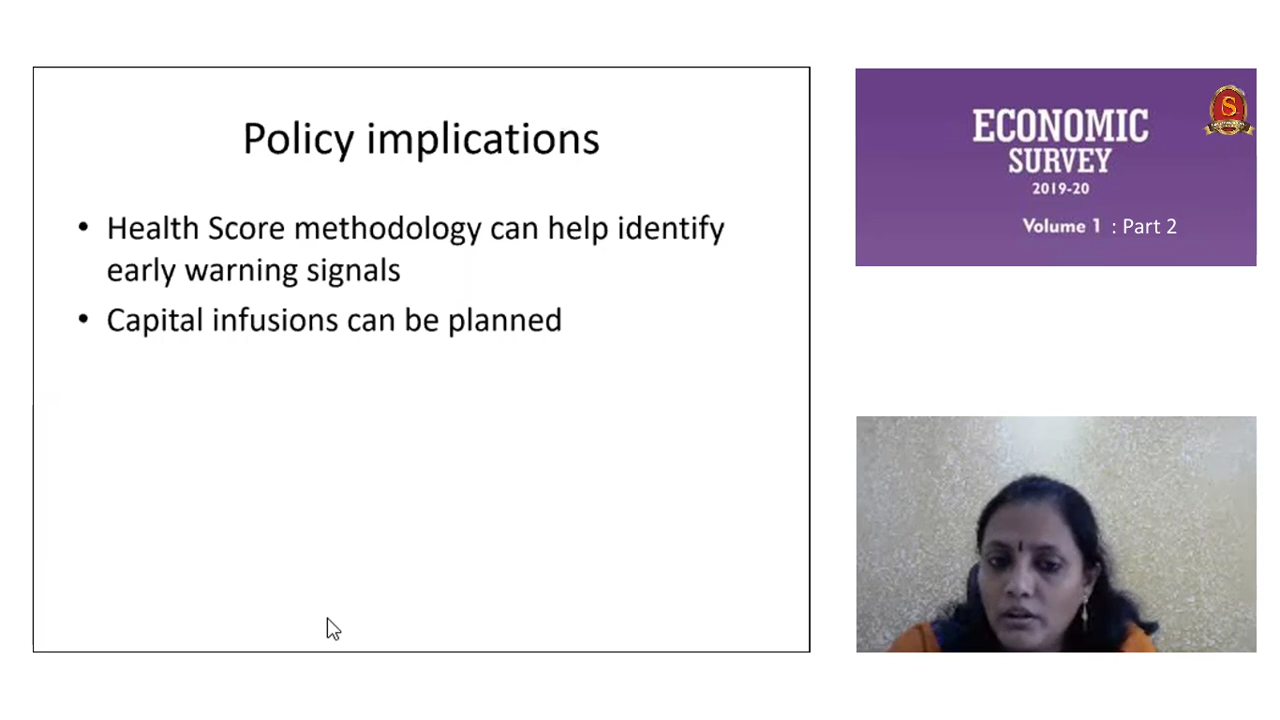 Policy implications
• Health Score methodology can help identify
early warning signals
• Capital infusions can be planned
ECONOMIC
SURVEY
2019-20
Volume 1 : Part 2
S